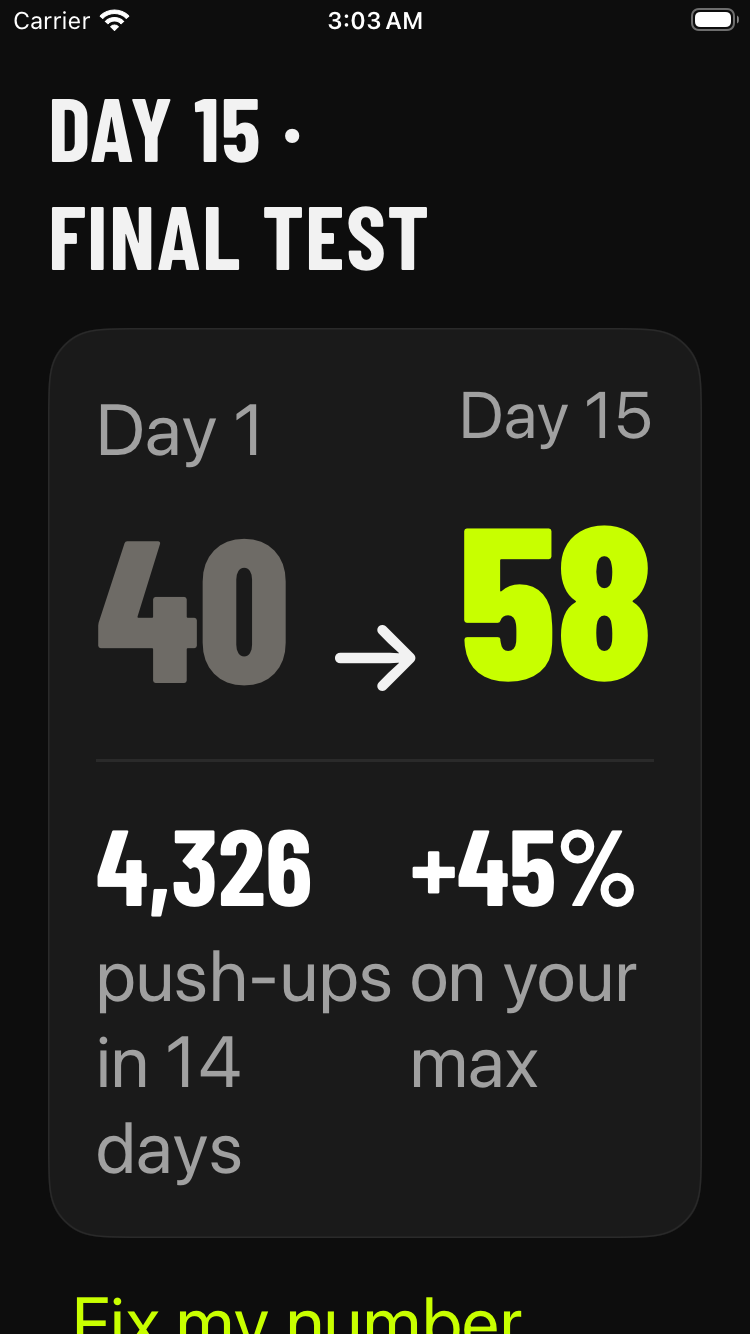 Carrier 3:03 AM
DAY 15 ·
FINAL TEST
Day 1 Day 15
40 → 58
4,326 +45%
push-ups on your
in 14 max
days
Fix my number